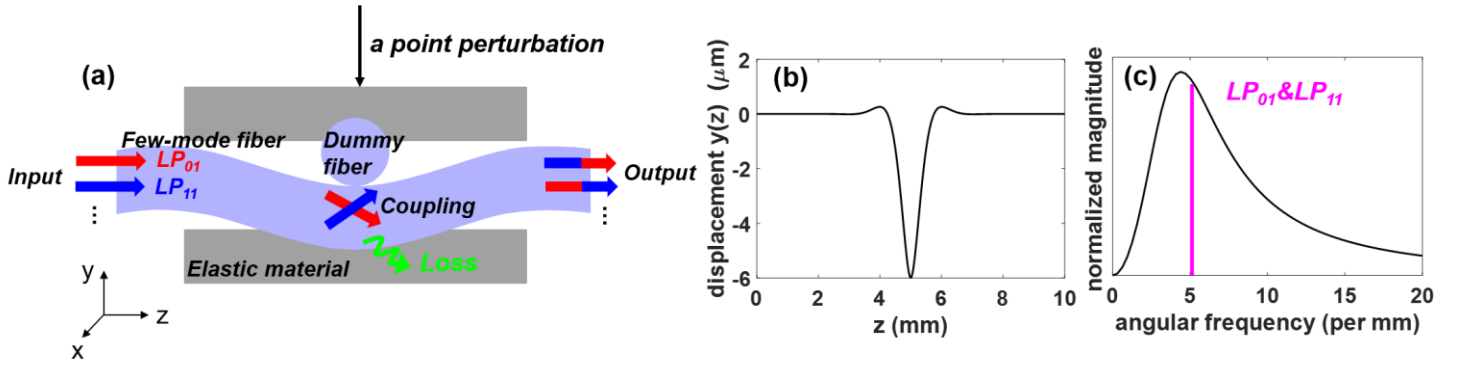 a point perturbation
(a)
Few-mode fiber
Dummy
fiber
Input
LP01
LP11
Coupling
Output
⋮
⋮
Loss
Elastic material
y
z
x
(b)
displacement y(z) (μm)
2
0
-2
-4
-6
0 2 4 6 8 10
z (mm)
(c)
LP01&LP11
normalized magnitude
0 5 10 15 20
angular frequency (per mm)